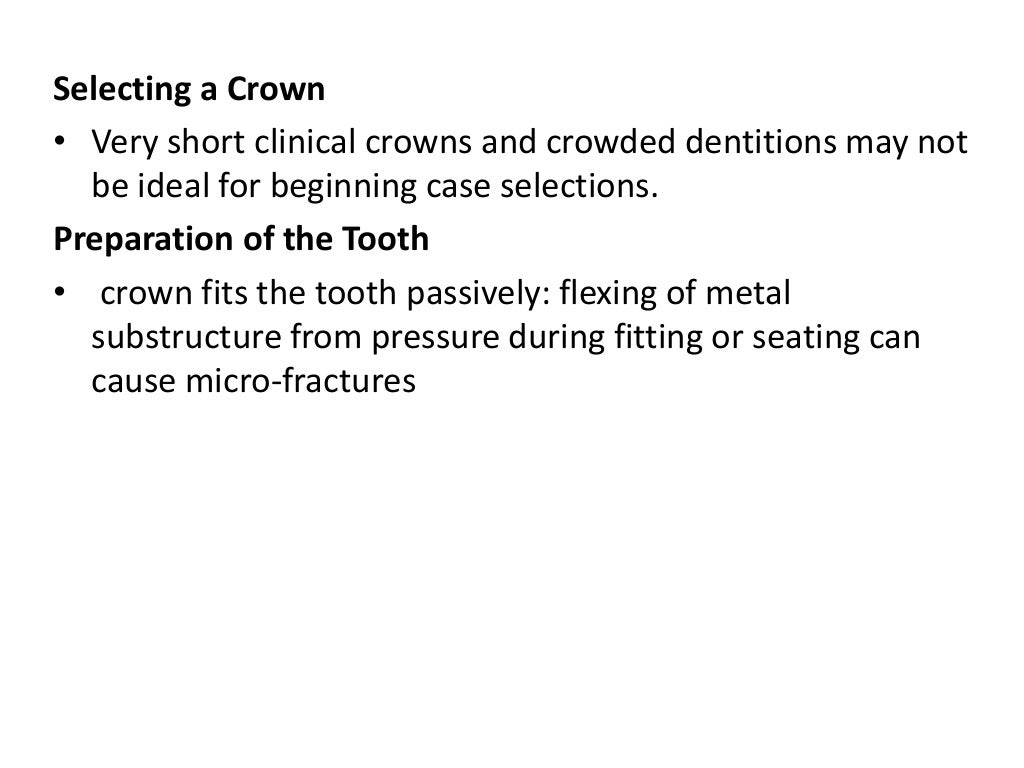 Selecting a Crown
• Very short clinical crowns and crowded dentitions may not
be ideal for beginning case selections.
Preparation of the Tooth
• crown fits the tooth passively: flexing of metal
substructure from pressure during fitting or seating can
cause micro-fractures